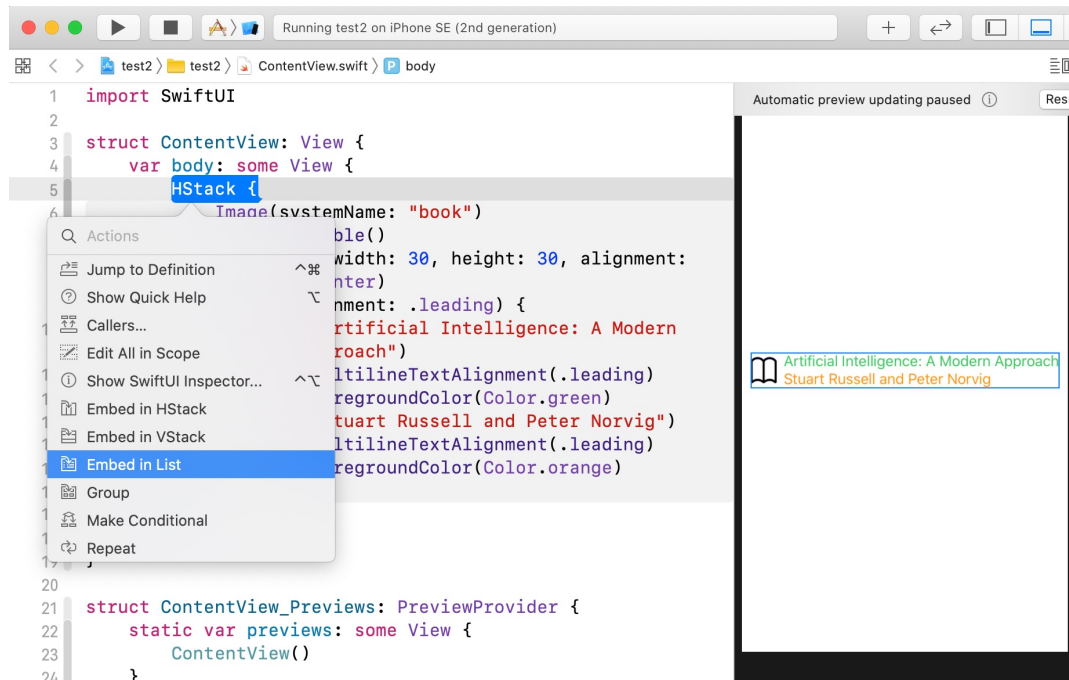 Running test2 on iPhone SE (2nd generation)
test2 〉 test2 〉 ContentView.swift 〉 P body
Automatic preview updating paused
Res
1 import SwiftUI
2
3 struct ContentView: View {
4 var body: some View {
5 HStack {
6 Image(systemName: "book")
ble()
width: 30, height: 30, alignment:
nter)
nment: .leading) {
rtificial Intelligence: A Modern
roach")
ltilineTextAlignment(.leading)
regroundColor(Color.green)
tuart Russell and Peter Norvig")
ltilineTextAlignment(.leading)
regroundColor(Color.orange)
19 }
20
21 struct ContentView_Previews: PreviewProvider {
22 static var previews: some View {
23 ContentView()
24 }
Actions
Jump to Definition ^⌘
Show Quick Help ⌥
Callers...
Edit All in Scope
Show SwiftUI Inspector... ^⌥
Embed in HStack
Embed in VStack
Embed in List
Group
Make Conditional
Repeat
Artificial Intelligence: A Modern Approach
Stuart Russell and Peter Norvig